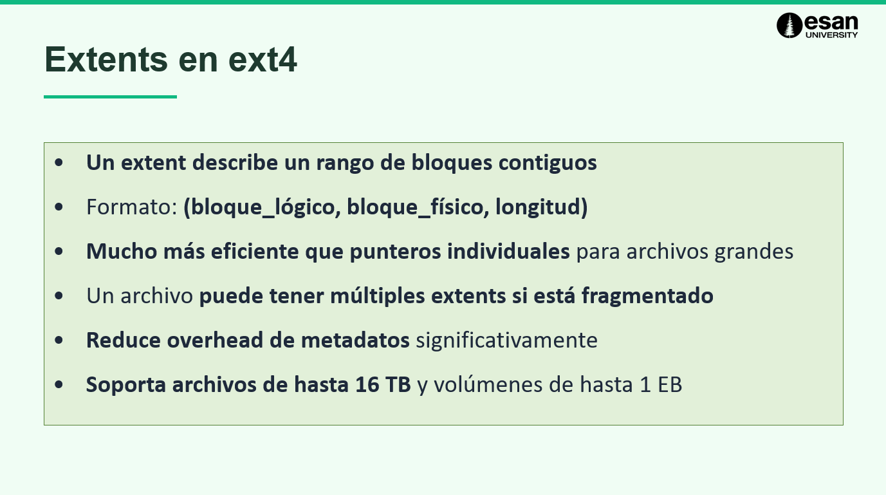 esan
UNIVERSITY
Extents en ext4
• Un extent describe un rango de bloques contiguos
• Formato: (bloque_lógico, bloque_físico, longitud)
• Mucho más eficiente que punteros individuales para archivos grandes
• Un archivo puede tener múltiples extents si está fragmentado
• Reduce overhead de metadatos significativamente
• Soporta archivos de hasta 16 TB y volúmenes de hasta 1 EB